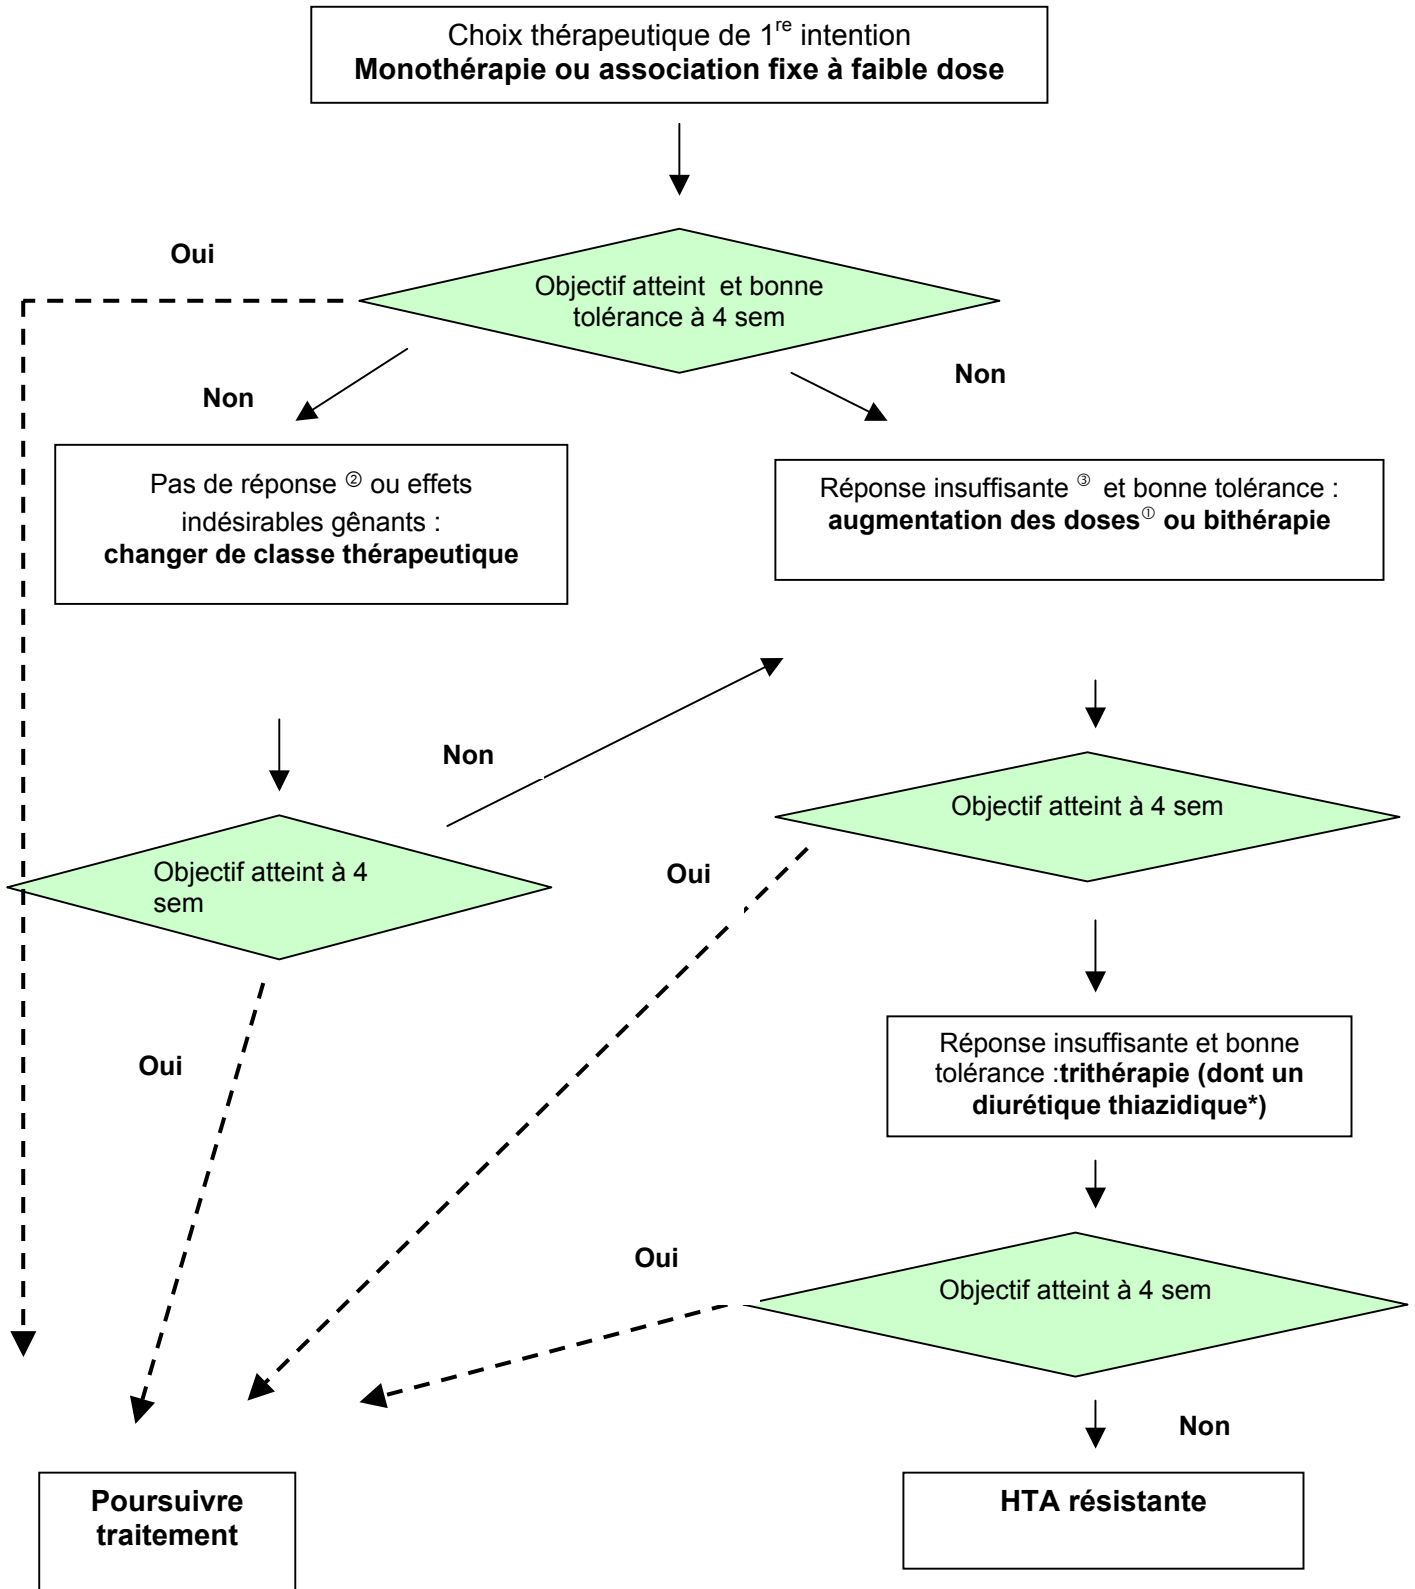 Choix thérapeutique de 1re intention
Monothérapie ou association fixe à faible dose
Oui
Objectif atteint et bonne
tolérance à 4 sem
Non
Non
Pas de réponse ② ou effets
indésirables gênants :
changer de classe thérapeutique
Réponse insuffisante ③ et bonne tolérance :
augmentation des doses① ou bithérapie
Non
Objectif atteint à 4 sem
Objectif atteint à 4
sem
Oui
Oui
Réponse insuffisante et bonne
tolérance :trithérapie (dont un
diurétique thiazidique*)
Oui
Objectif atteint à 4 sem
Non
Poursuivre
traitement
HTA résistante